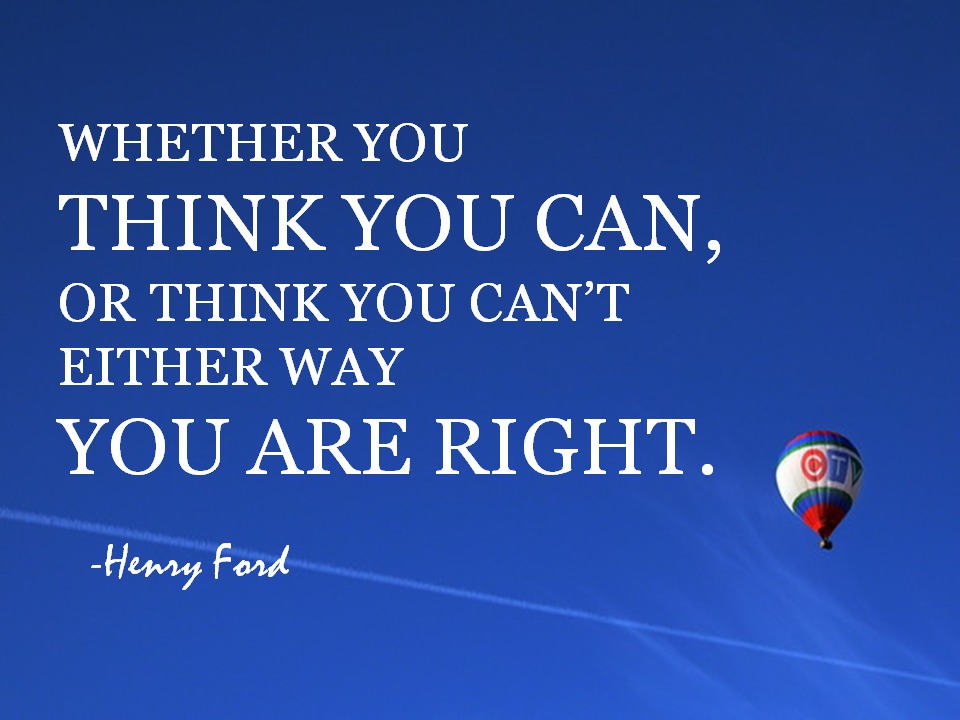 WHETHER YOU
THINK YOU CAN,
OR THINK YOU CAN’T
EITHER WAY
YOU ARE RIGHT.
CTV
-Henry Ford